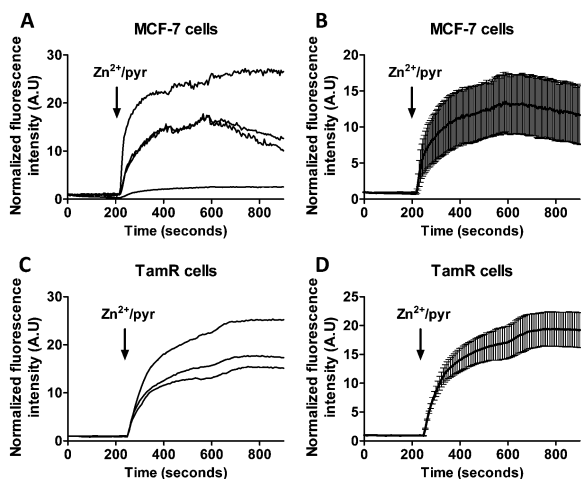 A
MCF-7 cells
Normalized fluorescence
intensity (A.U)
30
20
10
0
Zn²⁺/pyr
0 200 400 600 800
Time (seconds)
B
MCF-7 cells
Normalized fluorescence
intensity (A.U)
20
15
10
5
0
Zn²⁺/pyr
0 200 400 600 800
Time (seconds)
C
TamR cells
Normalized fluorescence
intensity (A.U)
30
20
10
0
Zn²⁺/pyr
0 200 400 600 800
Time (seconds)
D
TamR cells
Normalized fluorescence
intensity (A.U)
25
20
15
10
5
0
Zn²⁺/pyr
0 200 400 600 800
Time (seconds)